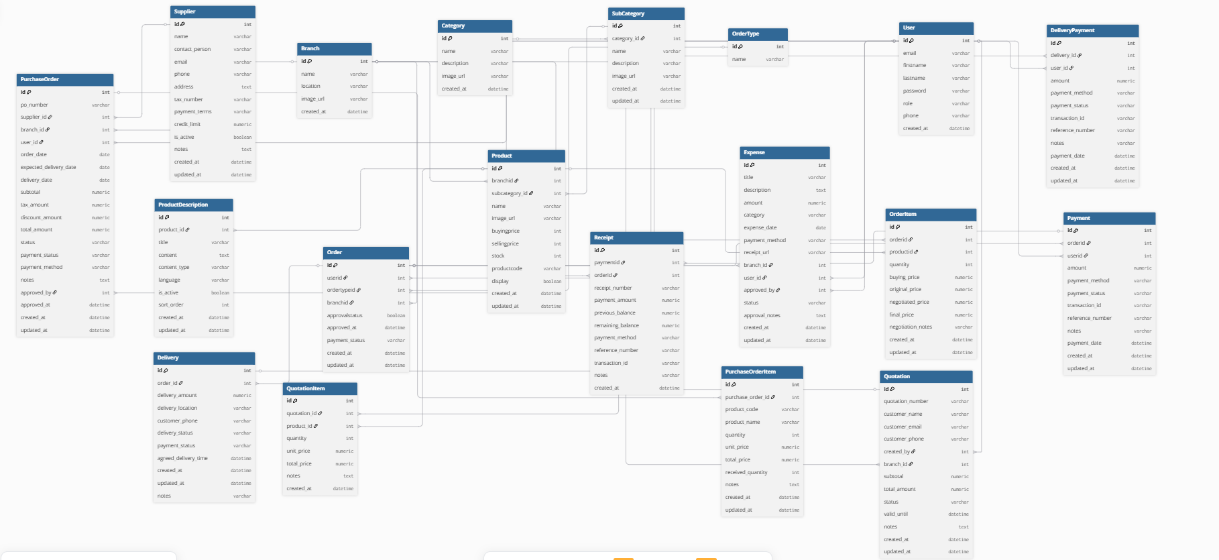 Supplier
id int
name varchar
contact_person varchar
email varchar
phone varchar
address text
tax_number varchar
payment_terms varchar
credit_limit numeric
is_active boolean
notes text
created_at datetime
updated_at datetime
Branch
id int
name varchar
location varchar
image_url varchar
created_at datetime
Category
id int
name varchar
description varchar
image_url varchar
created_at datetime
SubCategory
id int
category_id int
name varchar
description varchar
image_url varchar
created_at datetime
updated_at datetime
OrderType
id int
name varchar
User
id int
email varchar
firstname varchar
lastname varchar
password varchar
role varchar
phone varchar
created_at datetime
DeliveryPayment
id int
delivery_id int
user_id int
amount numeric
payment_method varchar
payment_status varchar
transaction_id varchar
reference_number varchar
notes varchar
payment_date datetime
created_at datetime
updated_at datetime
PurchaseOrder
id int
po_number varchar
supplier_id int
branch_id int
user_id int
order_date date
expected_delivery_date date
delivery_date date
subtotal numeric
tax_amount numeric
discount_amount numeric
total_amount numeric
status varchar
payment_status varchar
payment_method varchar
notes text
approved_by int
approved_at datetime
created_at datetime
updated_at datetime
ProductDescription
id int
product_id int
title varchar
content text
content_type varchar
language varchar
is_active boolean
sort_order int
created_at datetime
updated_at datetime
Product
id int
branchid int
subcategory_id int
name varchar
image_url varchar
buyingprice int
sellingprice int
stock int
productcode varchar
display boolean
created_at datetime
updated_at datetime
Expense
id int
title varchar
description text
amount numeric
category varchar
expense_date date
payment_method varchar
receipt_url varchar
branch_id int
user_id int
approved_by int
status varchar
approval_notes text
created_at datetime
updated_at datetime
OrderItem
id int
orderid int
productid int
quantity int
buying_price numeric
original_price numeric
negotiated_price numeric
final_price numeric
negotiation_notes varchar
created_at datetime
updated_at datetime
Payment
id int
orderid int
userid int
amount numeric
payment_method varchar
payment_status varchar
transaction_id varchar
reference_number varchar
notes varchar
payment_date datetime
created_at datetime
updated_at datetime
Order
id int
userid int
ordertypeid int
branchid int
approvalstatus boolean
approved_at datetime
payment_status varchar
created_at datetime
updated_at datetime
Receipt
id int
paymentid int
orderid int
receipt_number varchar
payment_amount numeric
previous_balance numeric
remaining_balance numeric
payment_method varchar
reference_number varchar
transaction_id varchar
notes varchar
created_at datetime
Delivery
id int
order_id int
delivery_amount numeric
delivery_location varchar
customer_phone varchar
delivery_status varchar
payment_status varchar
agreed_delivery_time datetime
created_at datetime
updated_at datetime
notes varchar
QuotationItem
id int
quotation_id int
product_id int
quantity int
unit_price numeric
total_price numeric
notes text
created_at datetime
PurchaseOrderItem
id int
purchase_order_id int
product_code varchar
product_name varchar
quantity int
unit_price numeric
total_price numeric
received_quantity int
notes text
created_at datetime
updated_at datetime
Quotation
id int
quotation_number varchar
customer_name varchar
customer_email varchar
customer_phone varchar
created_by int
branch_id int
subtotal numeric
total_amount numeric
status varchar
valid_until datetime
notes text
created_at datetime
updated_at datetime